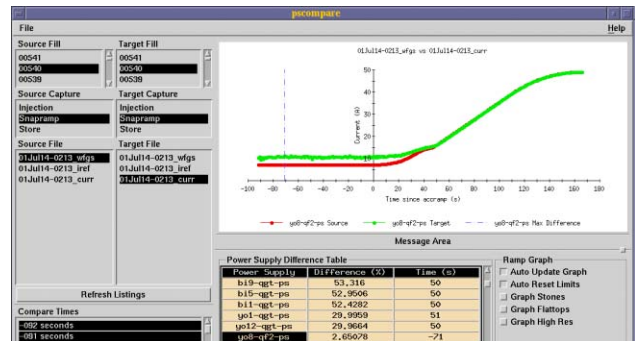 pscompare
File Help
Source Fill Target Fill
00541 00541
00540 00540
00539 00539
Source Capture Target Capture
Injection Injection
Snapramp Snapramp
Store Store
Source File Target File
01Jul14-0213_wfgs 01Jul14-0213_wfgs
01Jul14-0213_iref 01Jul14-0213_iref
01Jul14-0213_curr 01Jul14-0213_curr
Refresh Listings
Compare Times
-092 seconds
-091 seconds
01Jul14-0213_wfgs vs 01Jul14-0213_curr
Current (A)
50
40
30
20
10
-100 -80 -60 -40 -20 0 20 40 60 80 100 120 140 160 180
Time since accramp (s)
yo8-qf2-ps Source yo8-qf2-ps Target yo8-qf2-ps Max Difference
Message Area
Power Supply Difference Table
Power Supply Difference (%) Time (s)
bi9-qgt-ps 53,316 50
bi5-qgt-ps 52.9506 50
bi1-qgt-ps 52.4282 50
yo1-qgt-ps 29.9959 51
yo12-qgt-ps 29.9664 50
yo8-qf2-ps 2.65078 -71
Ramp Graph
Auto Update Graph
Auto Reset Limits
Graph Stones
Graph Flattops
Graph High Res